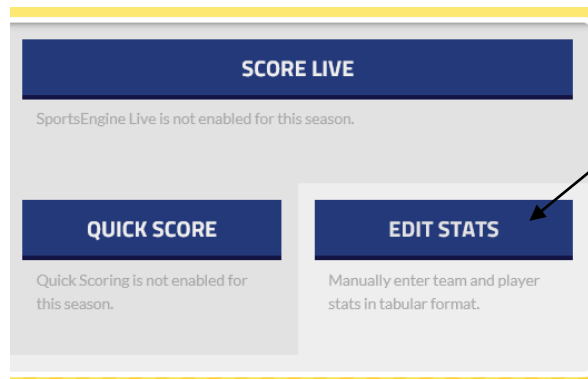 SCORE LIVE
SportsEngine Live is not enabled for this season.
QUICK SCORE
Quick Scoring is not enabled for
this season.
EDIT STATS
Manually enter team and player
stats in tabular format.